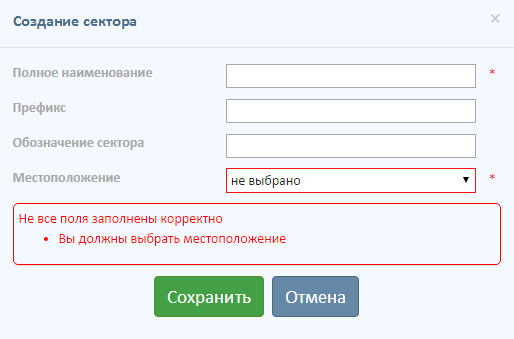 Создание сектора ×
Полное наименование *
Префикс
Обозначение сектора
Местоположение не выбрано *
Не все поля заполнены корректно
• Вы должны выбрать местоположение
Сохранить Отмена